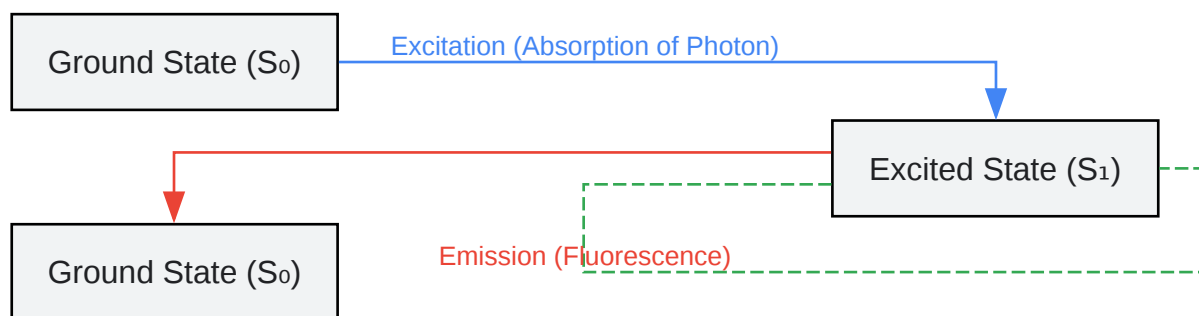 Ground State (S₀)
Excitation (Absorption of Photon)
Excited State (S₁)
Emission (Fluorescence)
Ground State (S₀)